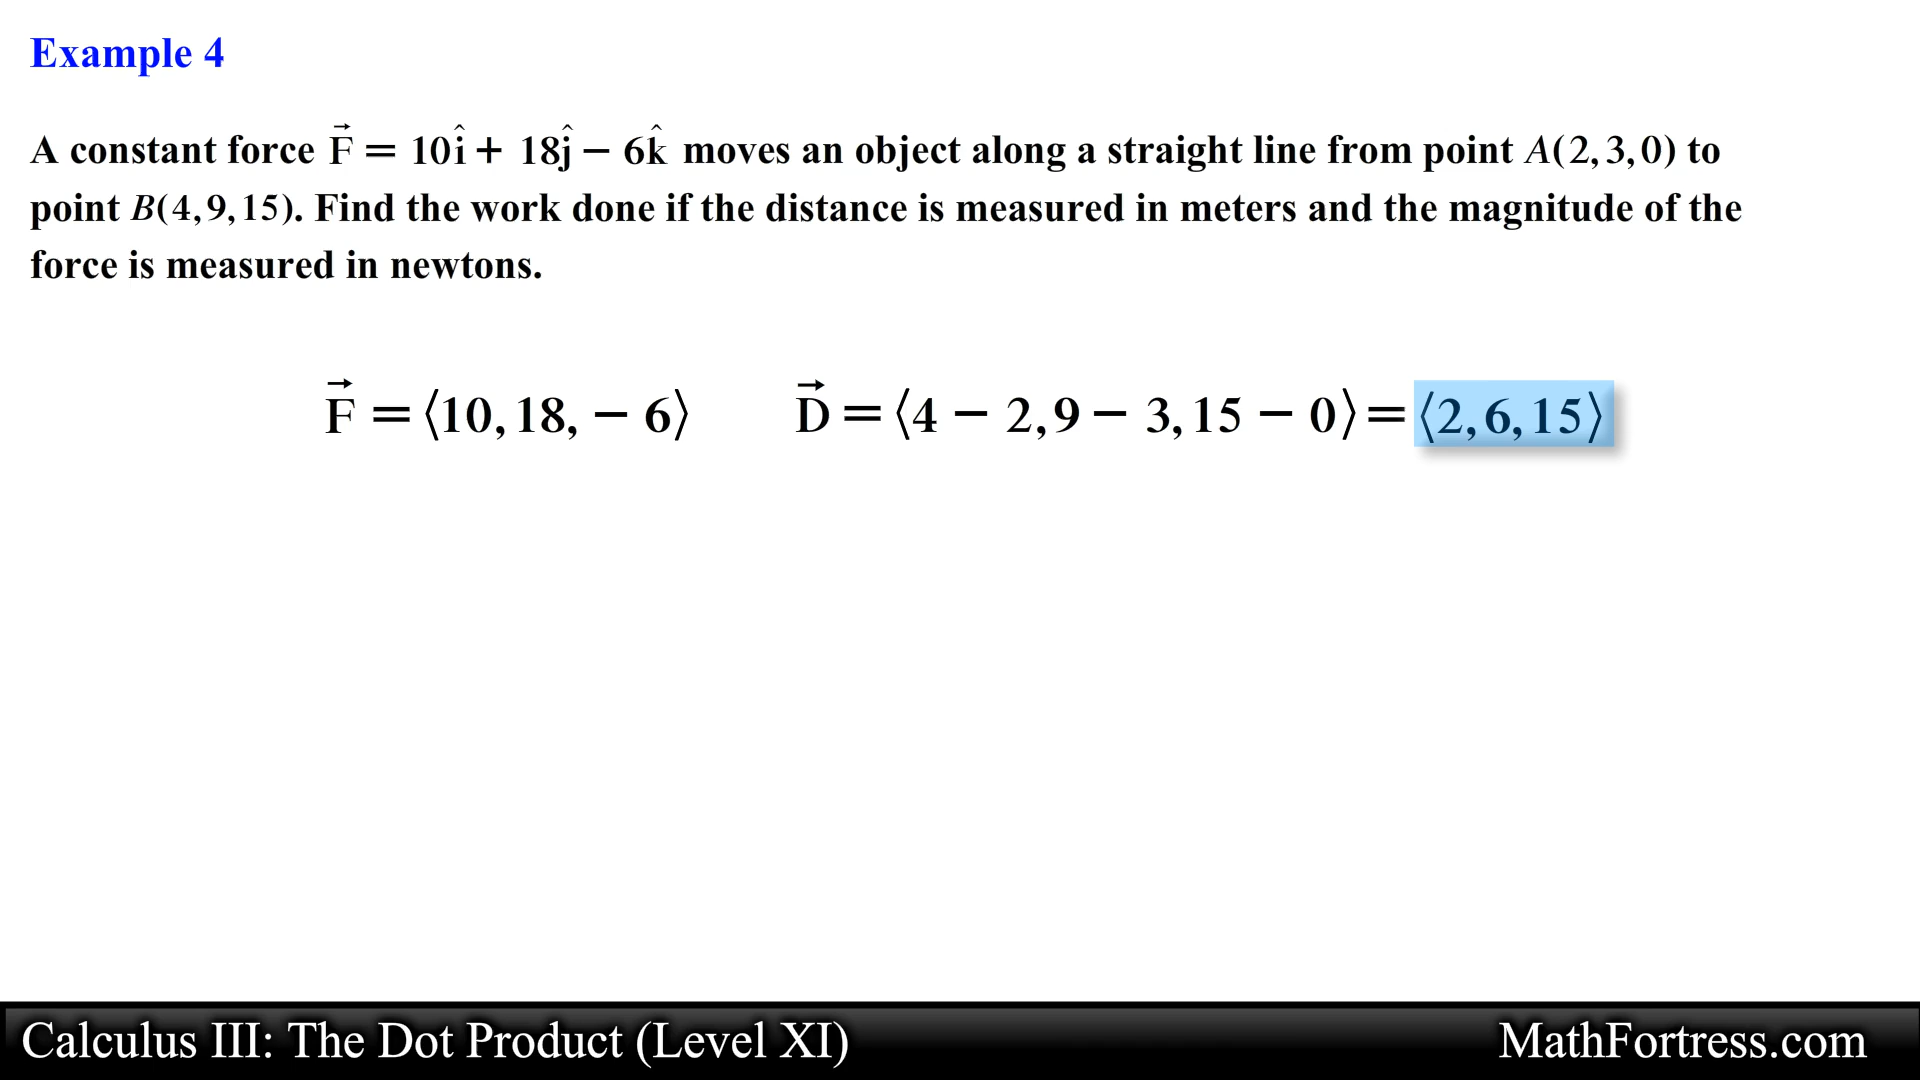 Example 4
A constant force F⃗ = 10î + 18ĵ − 6k̂ moves an object along a straight line from point A(2, 3, 0) to
point B(4, 9, 15). Find the work done if the distance is measured in meters and the magnitude of the
force is measured in newtons.
F⃗ = ⟨10, 18, − 6⟩ D⃗ = ⟨4 − 2, 9 − 3, 15 − 0⟩ = ⟨2, 6, 15⟩
Calculus III: The Dot Product (Level XI) MathFortress.com